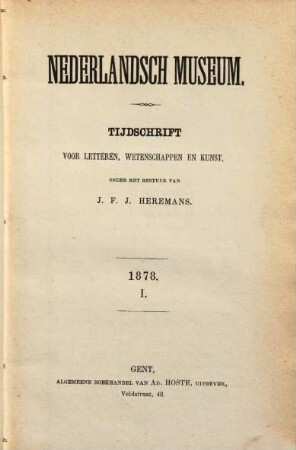 NEDERLANDSCH MUSEUM.
TIJDSCHRIFT
VOOR LETTEREN, WETENSCHAPPEN EN KUNST,
ONDER HET BESTUUR VAN
J. F. J. HEREMANS.
1878.
I.
GENT,
ALGEMEENE BOEKHANDEL VAN AD. HOSTE, UITGEVER,
Veldstraat, 49.